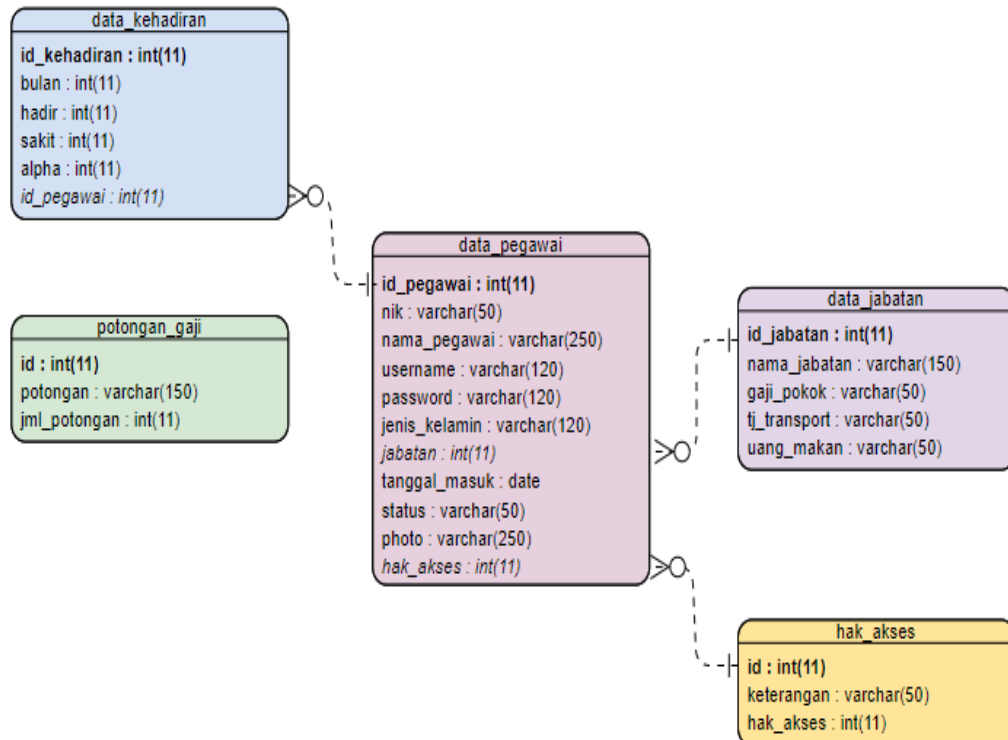 data_kehadiran
id_kehadiran : int(11)
bulan : int(11)
hadir : int(11)
sakit : int(11)
alpha : int(11)
id_pegawai : int(11)
potongan_gaji
id : int(11)
potongan : varchar(150)
jml_potongan : int(11)
data_pegawai
id_pegawai : int(11)
nik : varchar(50)
nama_pegawai : varchar(250)
username : varchar(120)
password : varchar(120)
jenis_kelamin : varchar(120)
jabatan : int(11)
tanggal_masuk : date
status : varchar(50)
photo : varchar(250)
hak_akses : int(11)
data_jabatan
id_jabatan : int(11)
nama_jabatan : varchar(150)
gaji_pokok : varchar(50)
tj_transport : varchar(50)
uang_makan : varchar(50)
hak_akses
id : int(11)
keterangan : varchar(50)
hak_akses : int(11)